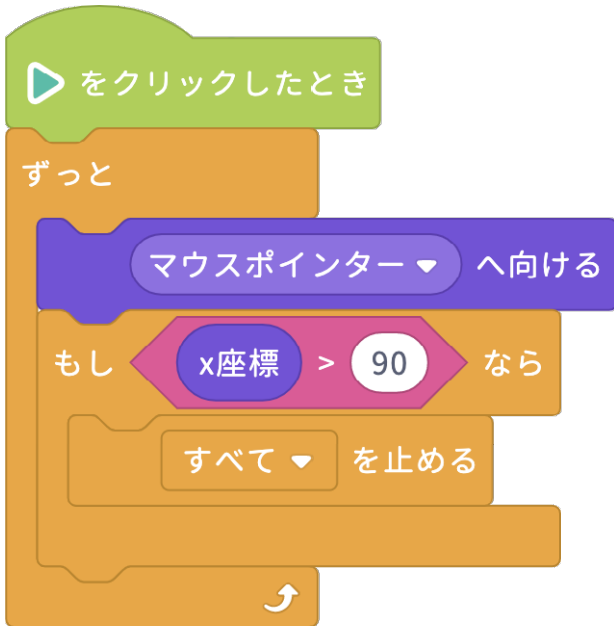 をクリックしたとき
ずっと
マウスポインター へ向ける
もし x座標 > 90 なら
すべて を止める